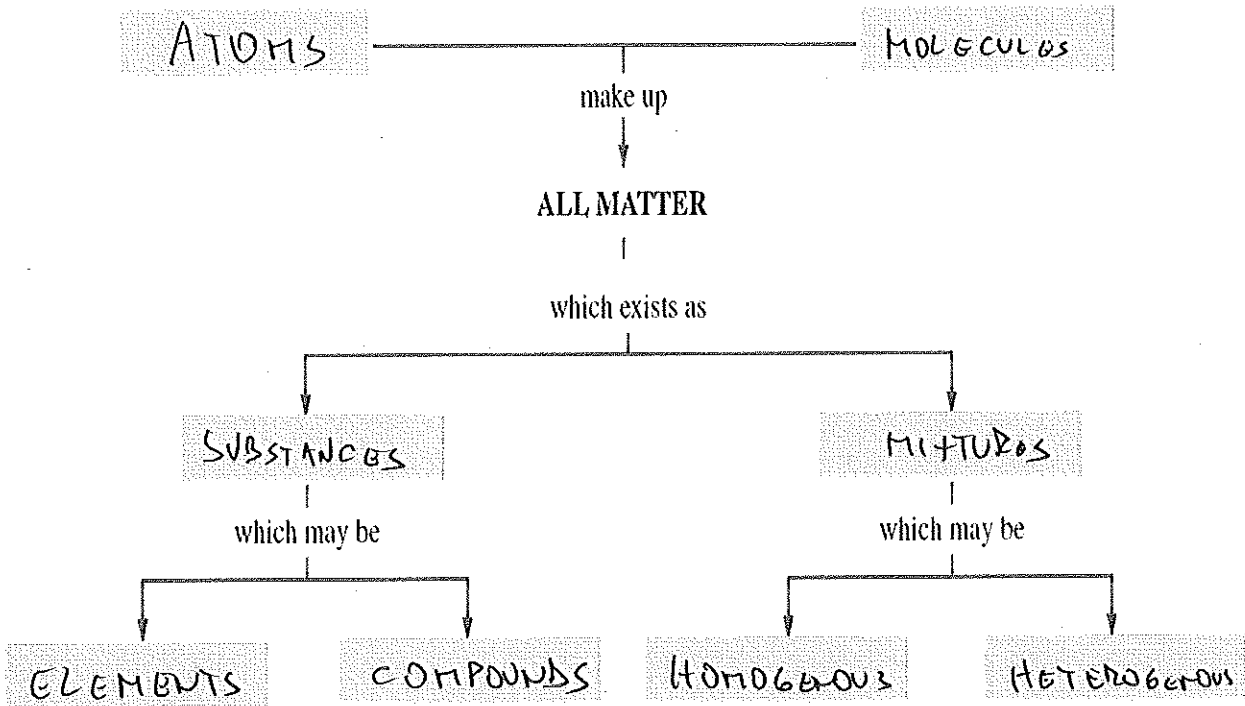 ATOMS MOLECULES
make up
ALL MATTER
which exists as
SUBSTANCES MIXTURES
which may be which may be
ELEMENTS COMPOUNDS HOMOGENOUS HETEROGENOUS